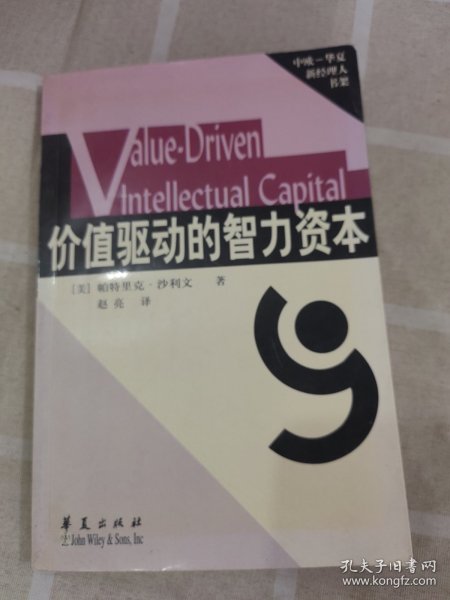 中咸－华夏
新经理人
书架
Value-Driven
Intellectual Capital
价值驱动的智力资本
［美］帕特里克·沙利文 著
赵亮 译
华夏出版社
John Wiley & Sons, Inc
孔夫子旧书网
www.kongfz.com